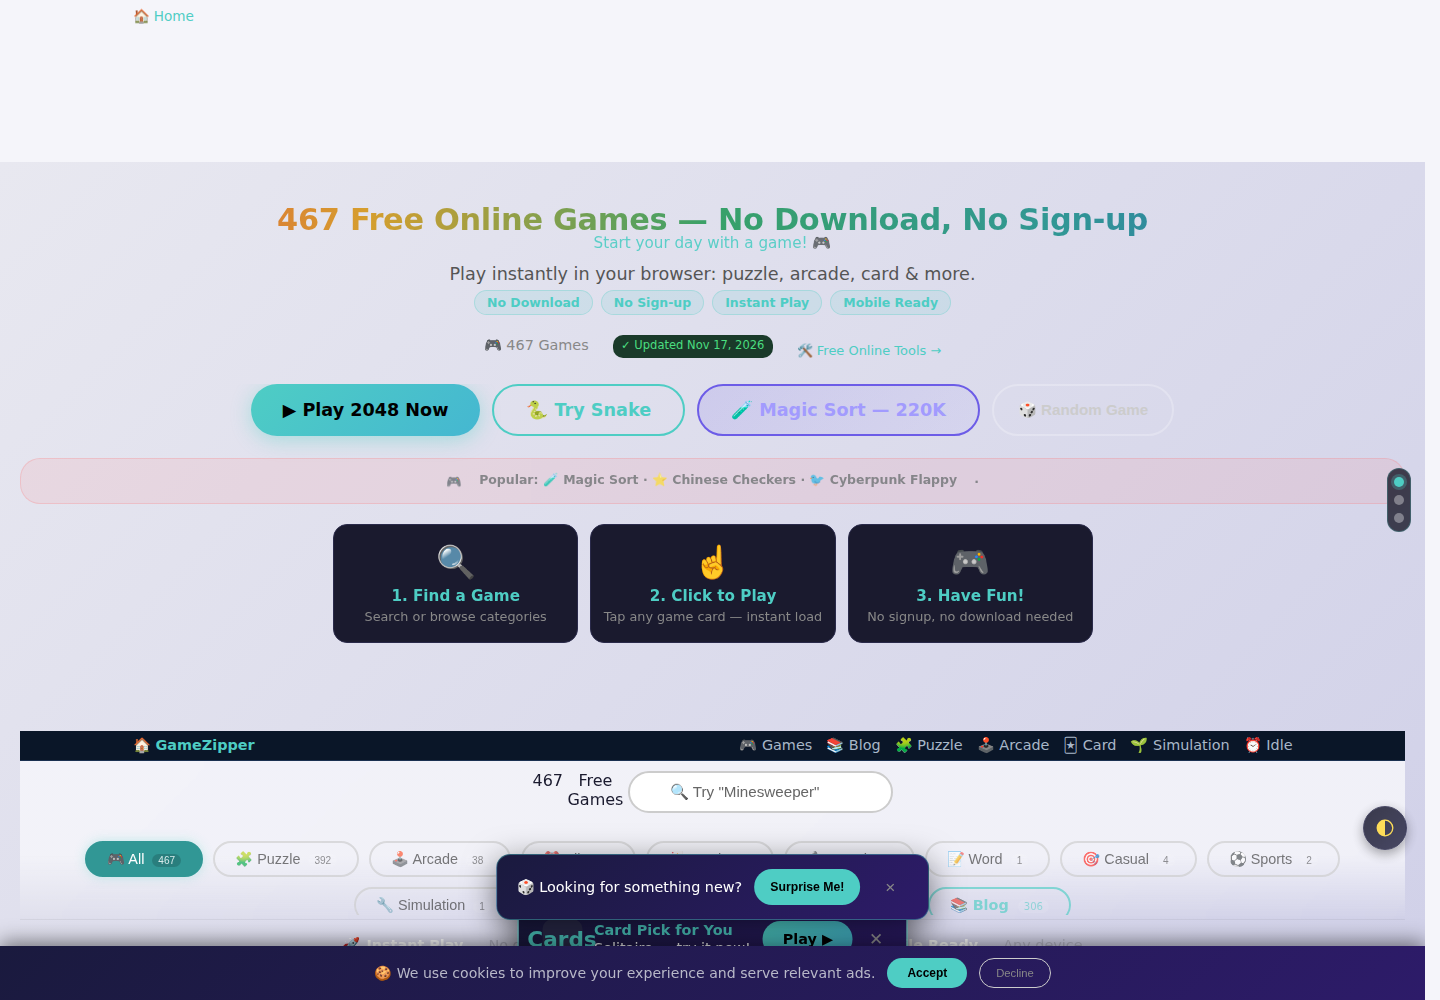 🏠 Home
467 Free Online Games — No Download, No Sign-up
Start your day with a game! 🎮
Play instantly in your browser: puzzle, arcade, card & more.
No Download No Sign-up Instant Play Mobile Ready
🎮 467 Games ✓ Updated Nov 17, 2026 🛠️ Free Online Tools →
▶ Play 2048 Now 🐍 Try Snake 🧪 Magic Sort — 220K 🎲 Random Game
🎮 Popular: 🧪 Magic Sort · ⭐ Chinese Checkers · 🐦 Cyberpunk Flappy ·
🔍 ☝️ 🎮
1. Find a Game 2. Click to Play 3. Have Fun!
Search or browse categories Tap any game card — instant load No signup, no download needed
🏠 GameZipper 🎮 Games 📚 Blog 🧩 Puzzle 🕹️ Arcade 🃏 Card 🌱 Simulation ⏰ Idle
467 Free
Games
🔍 Try "Minesweeper"
🎮 All 467 🧩 Puzzle 392 🕹️ Arcade 38 📝 Word 1 🎯 Casual 4 ⚽ Sports 2
🔧 Simulation 1 📚 Blog 306
🎲 Looking for something new? Surprise Me! ✕
Cards Card Pick for You Play ▶ ✕
🚀 Instant Play Any device
🍪 We use cookies to improve your experience and serve relevant ads. Accept Decline